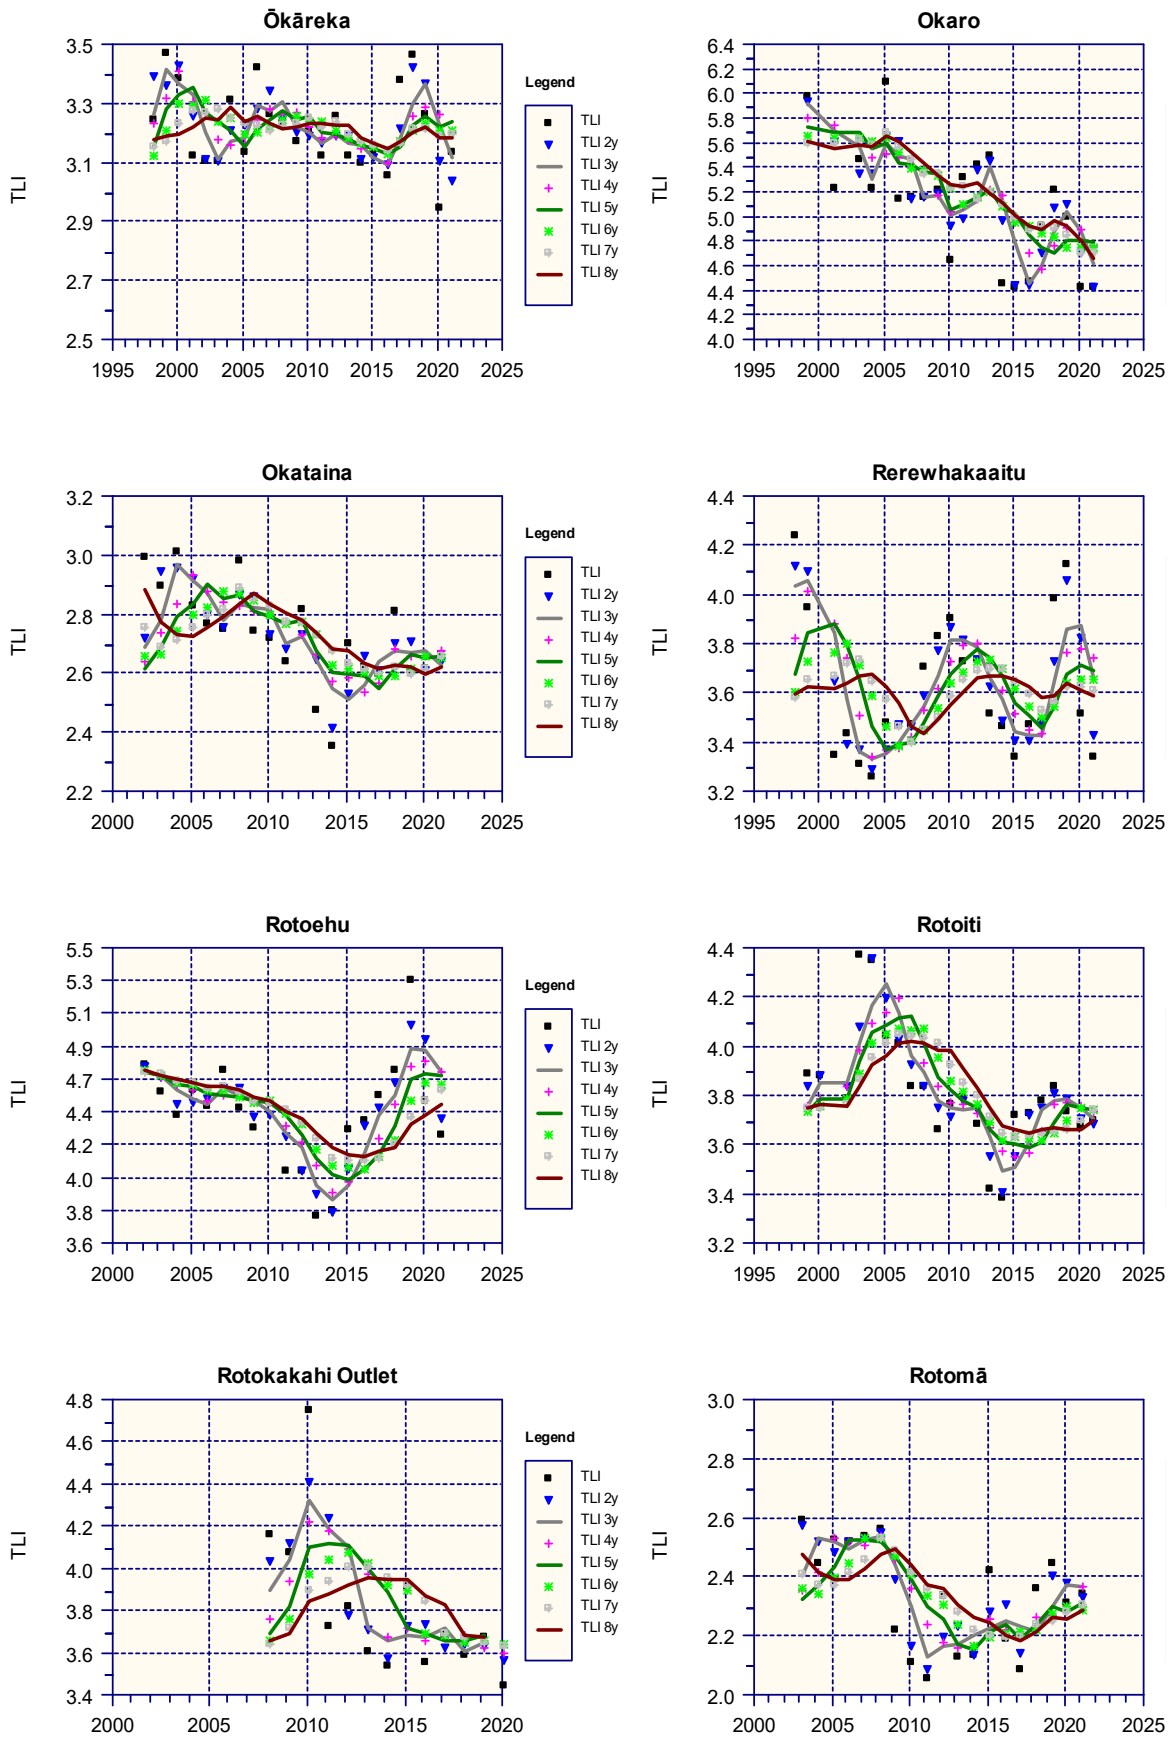 Ōkāreka
TLI
3.5
3.3
3.1
2.9
2.7
2.5
1995 2000 2005 2010 2015 2020 2025
Legend
TLI
TLI 2y
TLI 3y
TLI 4y
TLI 5y
TLI 6y
TLI 7y
TLI 8y
Okaro
TLI
6.4
6.2
6.0
5.8
5.6
5.4
5.2
5.0
4.8
4.6
4.4
4.2
4.0
1995 2000 2005 2010 2015 2020 2025
Okataina
TLI
3.2
3.0
2.8
2.6
2.4
2.2
2000 2005 2010 2015 2020 2025
Legend
TLI
TLI 2y
TLI 3y
TLI 4y
TLI 5y
TLI 6y
TLI 7y
TLI 8y
Rerewhakaaitu
TLI
4.4
4.2
4.0
3.8
3.6
3.4
3.2
1995 2000 2005 2010 2015 2020 2025
Rotoehu
TLI
5.5
5.3
5.1
4.9
4.7
4.4
4.2
4.0
3.8
3.6
2000 2005 2010 2015 2020 2025
Legend
TLI
TLI 2y
TLI 3y
TLI 4y
TLI 5y
TLI 6y
TLI 7y
TLI 8y
Rotoiti
TLI
4.4
4.2
4.0
3.8
3.6
3.4
3.2
1995 2000 2005 2010 2015 2020 2025
Rotokakahi Outlet
TLI
4.8
4.6
4.4
4.2
4.0
3.8
3.6
3.4
2000 2005 2010 2015 2020
Legend
TLI
TLI 2y
TLI 3y
TLI 4y
TLI 5y
TLI 6y
TLI 7y
TLI 8y
Rotomā
TLI
3.0
2.8
2.6
2.4
2.2
2.0
2000 2005 2010 2015 2020 2025